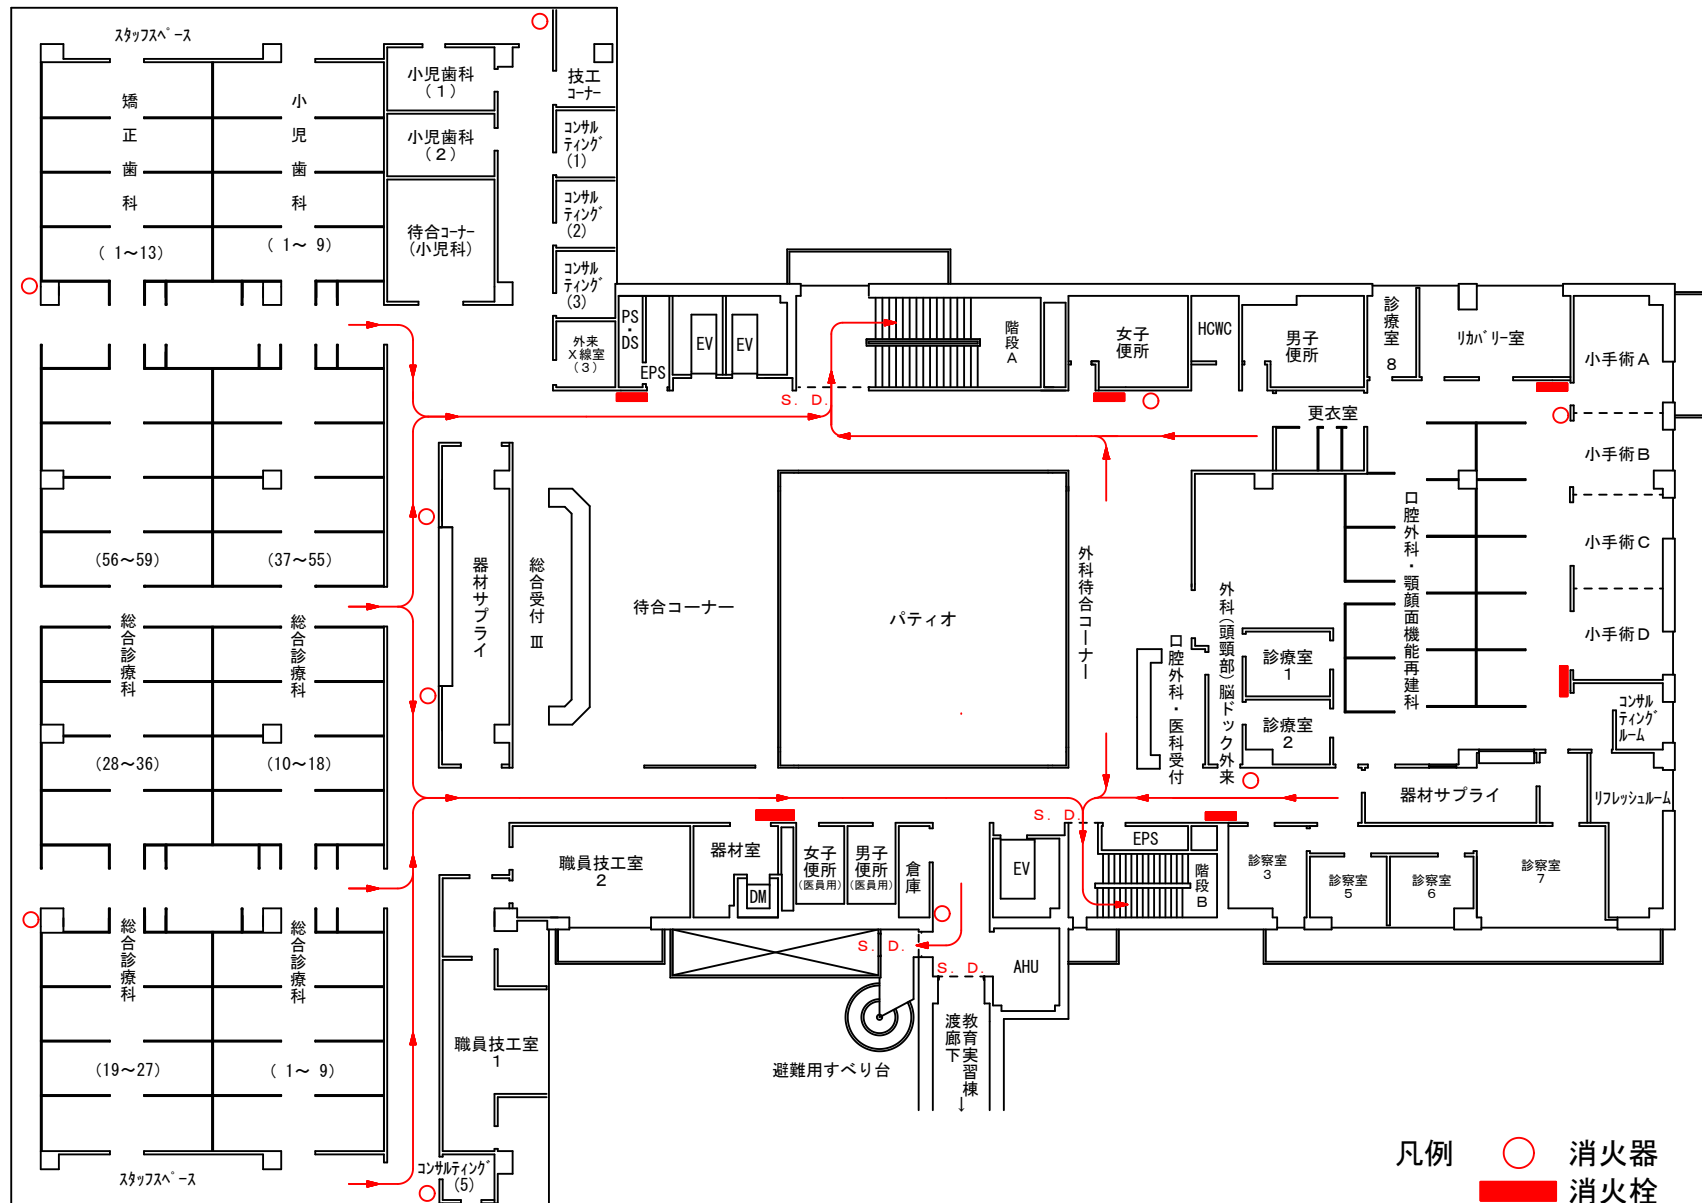 スタッフスペース
矯正歯科
( 1～13)
小児歯科
( 1～ 9)
小児歯科
(1)
小児歯科
(2)
待合コーナー
(小児科)
技工
コーナー
コンサル
ティング
(1)
コンサル
ティング
(2)
コンサル
ティング
(3)
外来
X線室
(3)
PS・DS
EPS
EV
EV
S. D.
階段A
女子
便所
HCWC
男子
便所
診療室8
リカバリー室
小手術A
更衣室
小手術B
小手術C
小手術D
(56～59)
(37～55)
器材サプライ
総合受付Ⅲ
待合コーナー
パティオ
外科待合コーナー
口腔外科・医科受付
外科(頭頸部)脳ドック外来
診療室
1
診療室
2
口腔外科・顎顔面機能再建科
コンサル
ティング
ルーム
総合診療科
総合診療科
(28～36)
(10～18)
器材サプライ
リフレッシュルーム
S. D.
職員技工室
2
器材室
DM
女子
便所
(医員用)
男子
便所
(医員用)
倉庫
EV
EPS
階段B
診察室
3
診察室
5
診察室
6
診察室
7
総合診療科
総合診療科
(19～27)
( 1～ 9)
S. D.
S. D.
AHU
職員技工室
1
避難用すべり台
教育実習棟→
渡廊下
スタッフスペース
コンサルティング
(5)
凡例
消火器
消火栓